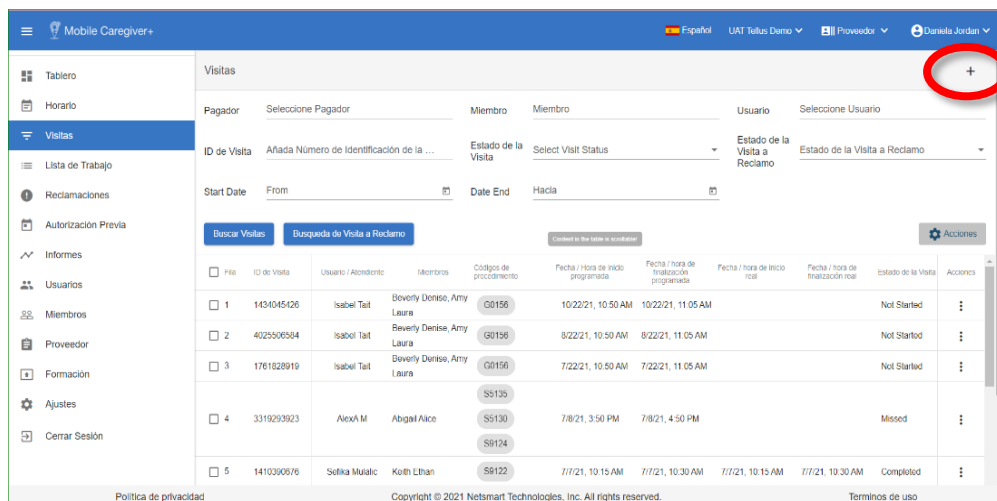 Mobile Caregiver+
Español UAT Tellus Demo Proveedor Daniela Jordan
Tablero
Horario
Visitas
Lista de Trabajo
Reclamaciones
Autorización Previa
Informes
Usuarios
Miembros
Proveedor
Formación
Ajustes
Cerrar Sesión
Visitas
+
Pagador Seleccione Pagador Miembro Miembro Usuario Seleccione Usuario
ID de Visita Añada Número de Identificación de la ... Estado de la Visita Select Visit Status Estado de la Visita a Reclamo Estado de la Visita a Reclamo
Start Date From Date End Hacia
Buscar Visitas Busqueda de Visita a Reclamo Content in the table is scrollable! Acciones
Fila ID de Visita Usuario / Atendiente Miembros Códigos de procedimiento Fecha / Hora de inicio programada Fecha / hora de finalización programada Fecha / hora de inicio real Fecha / hora de finalización real Estado de la Visita Acciones
1 1434045426 Isabel Tait Beverly Denise, Amy Laura G0156 10/22/21, 10:50 AM 10/22/21, 11:05 AM Not Started
2 4025506584 Isabel Tait Beverly Denise, Amy Laura G0156 8/22/21, 10:50 AM 8/22/21, 11:05 AM Not Started
3 1761828919 Isabel Tait Beverly Denise, Amy Laura G0156 7/22/21, 10:50 AM 7/22/21, 11:05 AM Not Started
4 3319293923 AlexA M Abigail Alice S5135 S5130 S9124 7/8/21, 3:50 PM 7/8/21, 4:50 PM Missed
5 1410390676 Sefika Mulalic Keith Ethan S9122 7/7/21, 10:15 AM 7/7/21, 10:30 AM 7/7/21, 10:15 AM 7/7/21, 10:30 AM Completed
Política de privacidad Copyright © 2021 Netsmart Technologies, Inc. All rights reserved. Terminos de uso